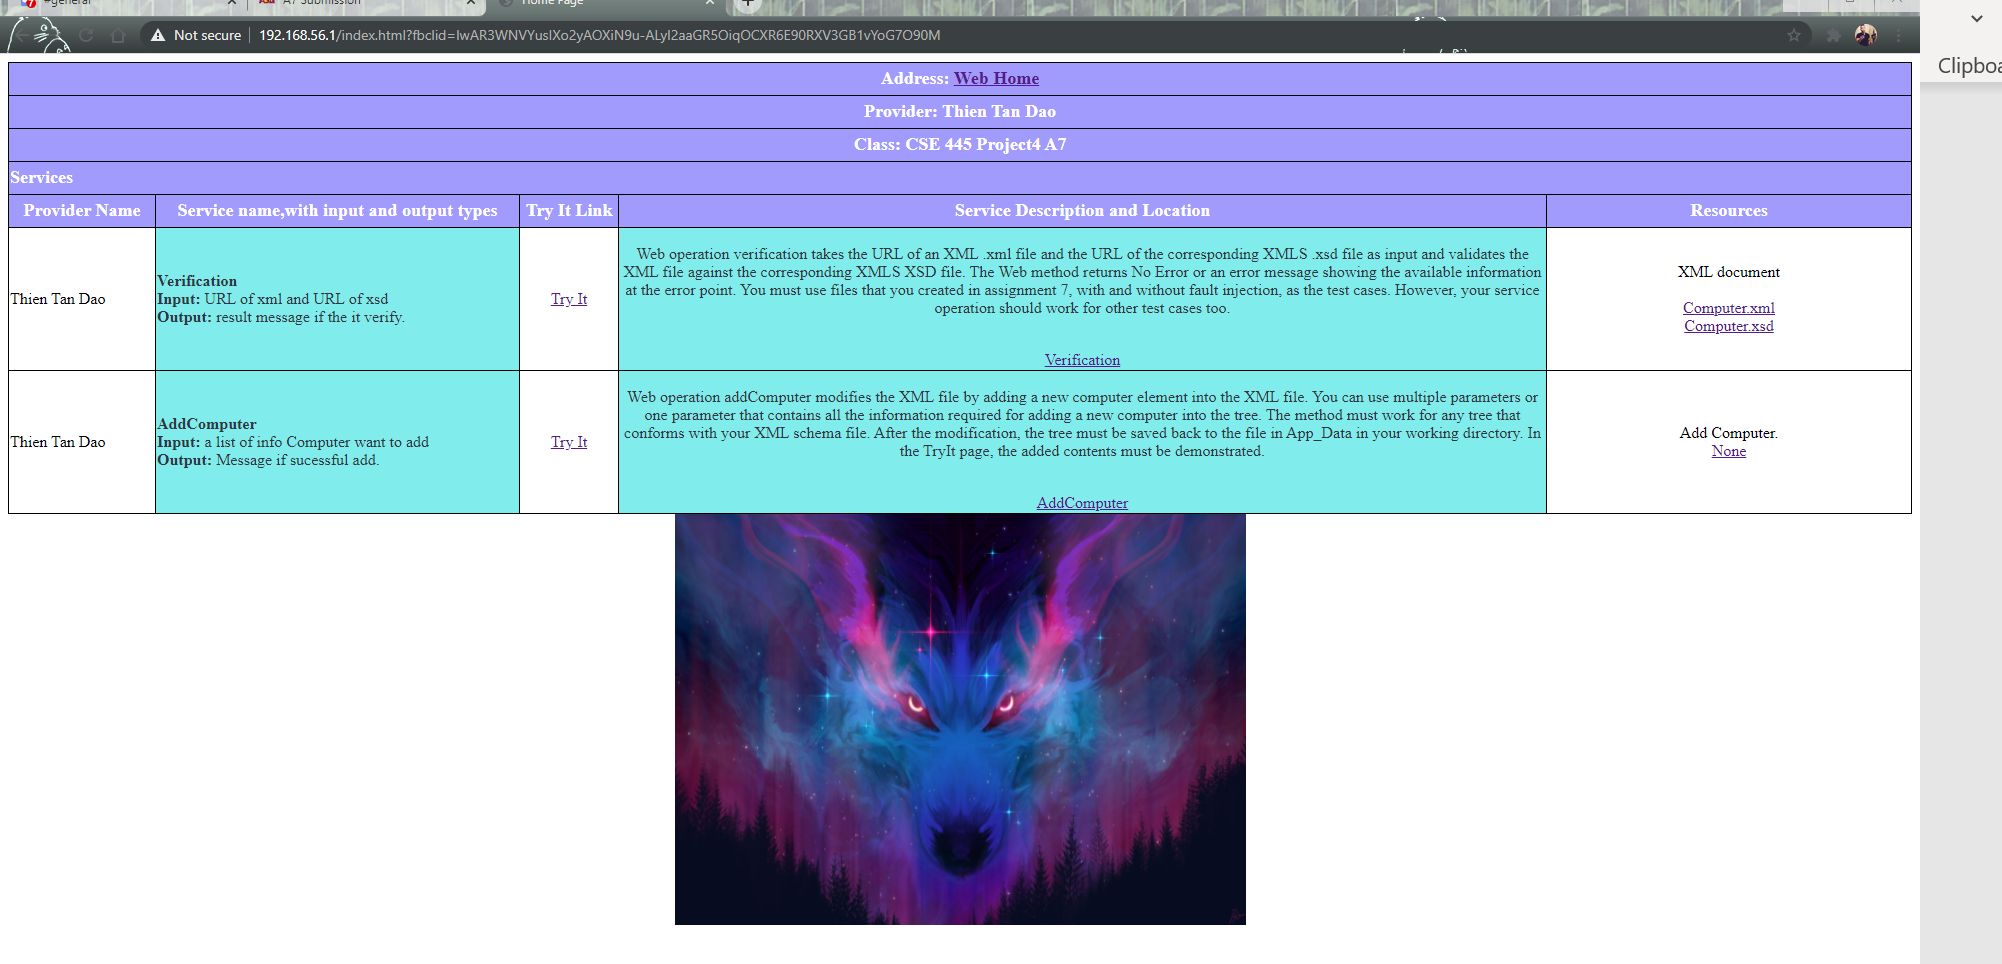 #general
A7 Submission
Home Page
Not secure
192.168.56.1/index.html?fbclid=IwAR3WNVYuslXo2yAOXiN9u-ALyI2aaGR5OiqOCXR6E90RXV3GB1vYoG7O90M
Clipboa
Address: Web Home
Provider: Thien Tan Dao
Class: CSE 445 Project4 A7
Services
Provider Name
Service name,with input and output types
Try It Link
Service Description and Location
Resources
Thien Tan Dao
Verification
Input: URL of xml and URL of xsd
Output: result message if the it verify.
Try It
Web operation verification takes the URL of an XML .xml file and the URL of the corresponding XMLS .xsd file as input and validates the
XML file against the corresponding XMLS XSD file. The Web method returns No Error or an error message showing the available information
at the error point. You must use files that you created in assignment 7, with and without fault injection, as the test cases. However, your service
operation should work for other test cases too.
Verification
XML document
Computer.xml
Computer.xsd
Thien Tan Dao
AddComputer
Input: a list of info Computer want to add
Output: Message if sucessful add.
Try It
Web operation addComputer modifies the XML file by adding a new computer element into the XML file. You can use multiple parameters or
one parameter that contains all the information required for adding a new computer into the tree. The method must work for any tree that
conforms with your XML schema file. After the modification, the tree must be saved back to the file in App_Data in your working directory. In
the TryIt page, the added contents must be demonstrated.
AddComputer
Add Computer.
None